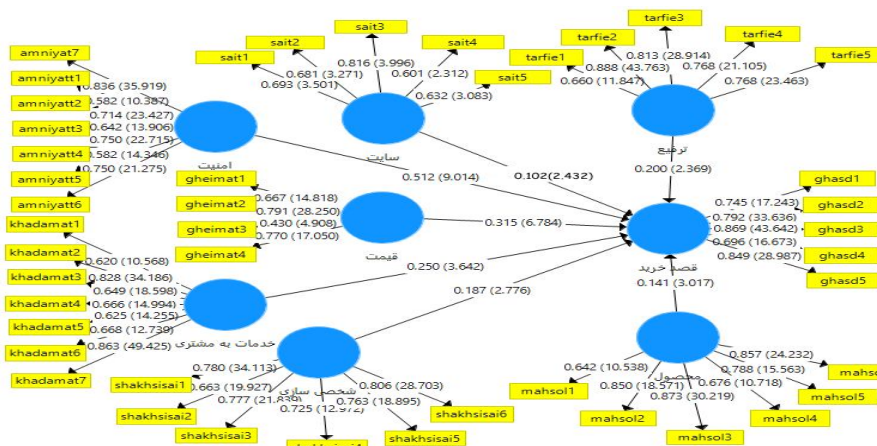 amniyat7
amniyatt1
amniyatt2
amniyatt3
amniyatt4
amniyatt5
amniyatt6
0.836 (35.919)
0.582 (10.387)
0.714 (23.427)
0.642 (13.906)
0.750 (22.715)
0.582 (14.346)
0.750 (21.275)
امنیت
sait1
sait2
sait3
sait4
sait5
0.693 (3.501)
0.681 (3.271)
0.816 (3.996)
0.601 (2.312)
0.632 (3.083)
سایت
tarfie1
tarfie2
tarfie3
tarfie4
tarfie5
0.660 (11.847)
0.888 (43.763)
0.813 (28.914)
0.768 (21.105)
0.768 (23.463)
ترفیع
0.200 (2.369)
0.102(2.432)
0.512 (9.014)
gheimat1
gheimat2
gheimat3
gheimat4
0.667 (14.818)
0.791 (28.250)
0.430 (4.908)
0.770 (17.050)
قیمت
0.315 (6.784)
ghasd1
ghasd2
ghasd3
ghasd4
ghasd5
0.745 (17.243)
0.792 (33.636)
0.869 (43.642)
0.696 (16.673)
0.849 (28.987)
قصد خرید
khadamat1
khadamat2
khadamat3
khadamat4
khadamat5
khadamat6
khadamat7
0.620 (10.568)
0.828 (34.186)
0.649 (18.598)
0.666 (14.994)
0.625 (14.255)
0.668 (12.739)
0.863 (49.425)
خدمات به مشتری
0.250 (3.642)
0.187 (2.776)
0.141 (3.017)
shakhsisai1
shakhsisai2
shakhsisai3
shakhsisai5
shakhsisai6
0.780 (34.113)
0.663 (19.927)
0.777 (21.839)
0.725 (12.972)
0.763 (18.895)
0.806 (28.703)
شخصی سازی
محصول
mahsol1
mahsol2
mahsol3
mahsol4
mahsol5
0.642 (10.538)
0.850 (18.571)
0.873 (30.219)
0.676 (10.718)
0.788 (15.563)
0.857 (24.232)